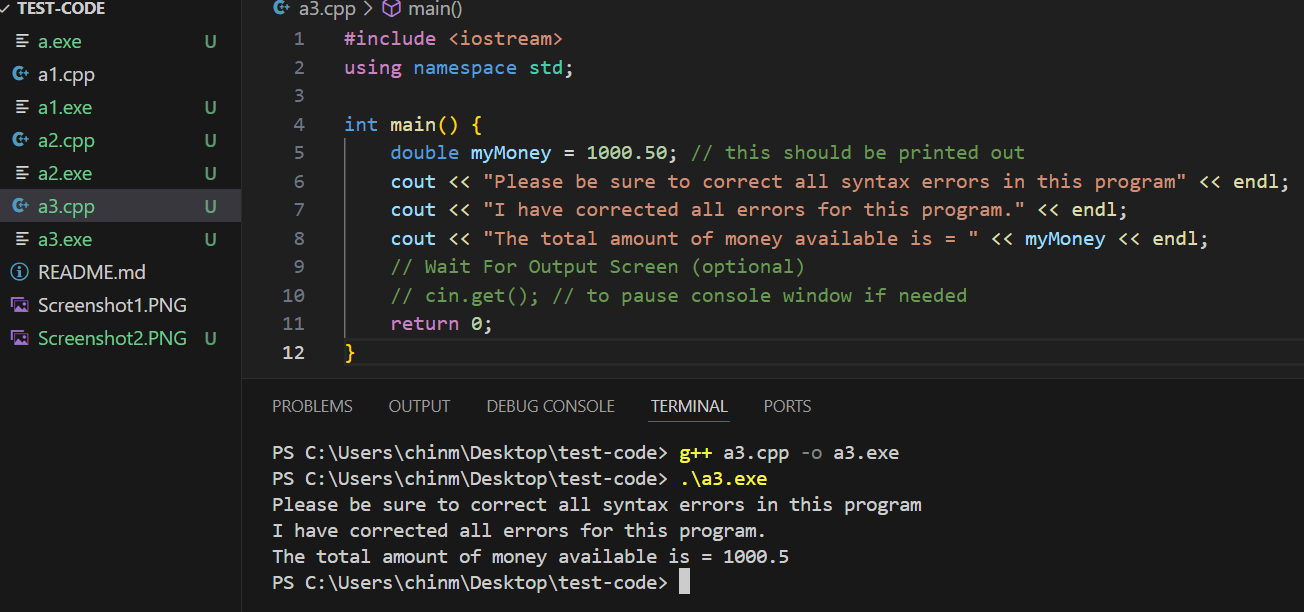 TEST-CODE
a.exe U
a1.cpp
a1.exe U
a2.cpp U
a2.exe U
a3.cpp U
a3.exe U
README.md
Screenshot1.PNG
Screenshot2.PNG U
a3.cpp > main()
1 #include <iostream>
2 using namespace std;
3
4 int main() {
5 double myMoney = 1000.50; // this should be printed out
6 cout << "Please be sure to correct all syntax errors in this program" << endl;
7 cout << "I have corrected all errors for this program." << endl;
8 cout << "The total amount of money available is = " << myMoney << endl;
9 // Wait For Output Screen (optional)
10 // cin.get(); // to pause console window if needed
11 return 0;
12 }
PROBLEMS OUTPUT DEBUG CONSOLE TERMINAL PORTS
PS C:\Users\chinm\Desktop\test-code> g++ a3.cpp -o a3.exe
PS C:\Users\chinm\Desktop\test-code> .\a3.exe
Please be sure to correct all syntax errors in this program
I have corrected all errors for this program.
The total amount of money available is = 1000.5
PS C:\Users\chinm\Desktop\test-code>